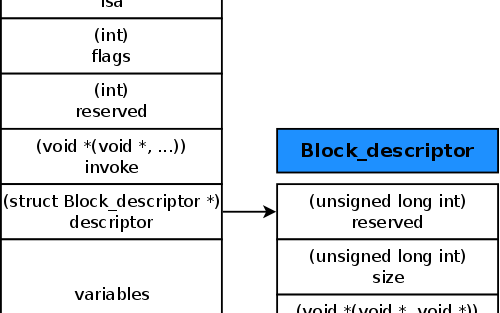 isa
(int)
flags
(int)
reserved
(void *(void *, ...))
invoke
(struct Block_descriptor *)
descriptor
variables
Block_descriptor
(unsigned long int)
reserved
(unsigned long int)
size
(void *(void *, void *))